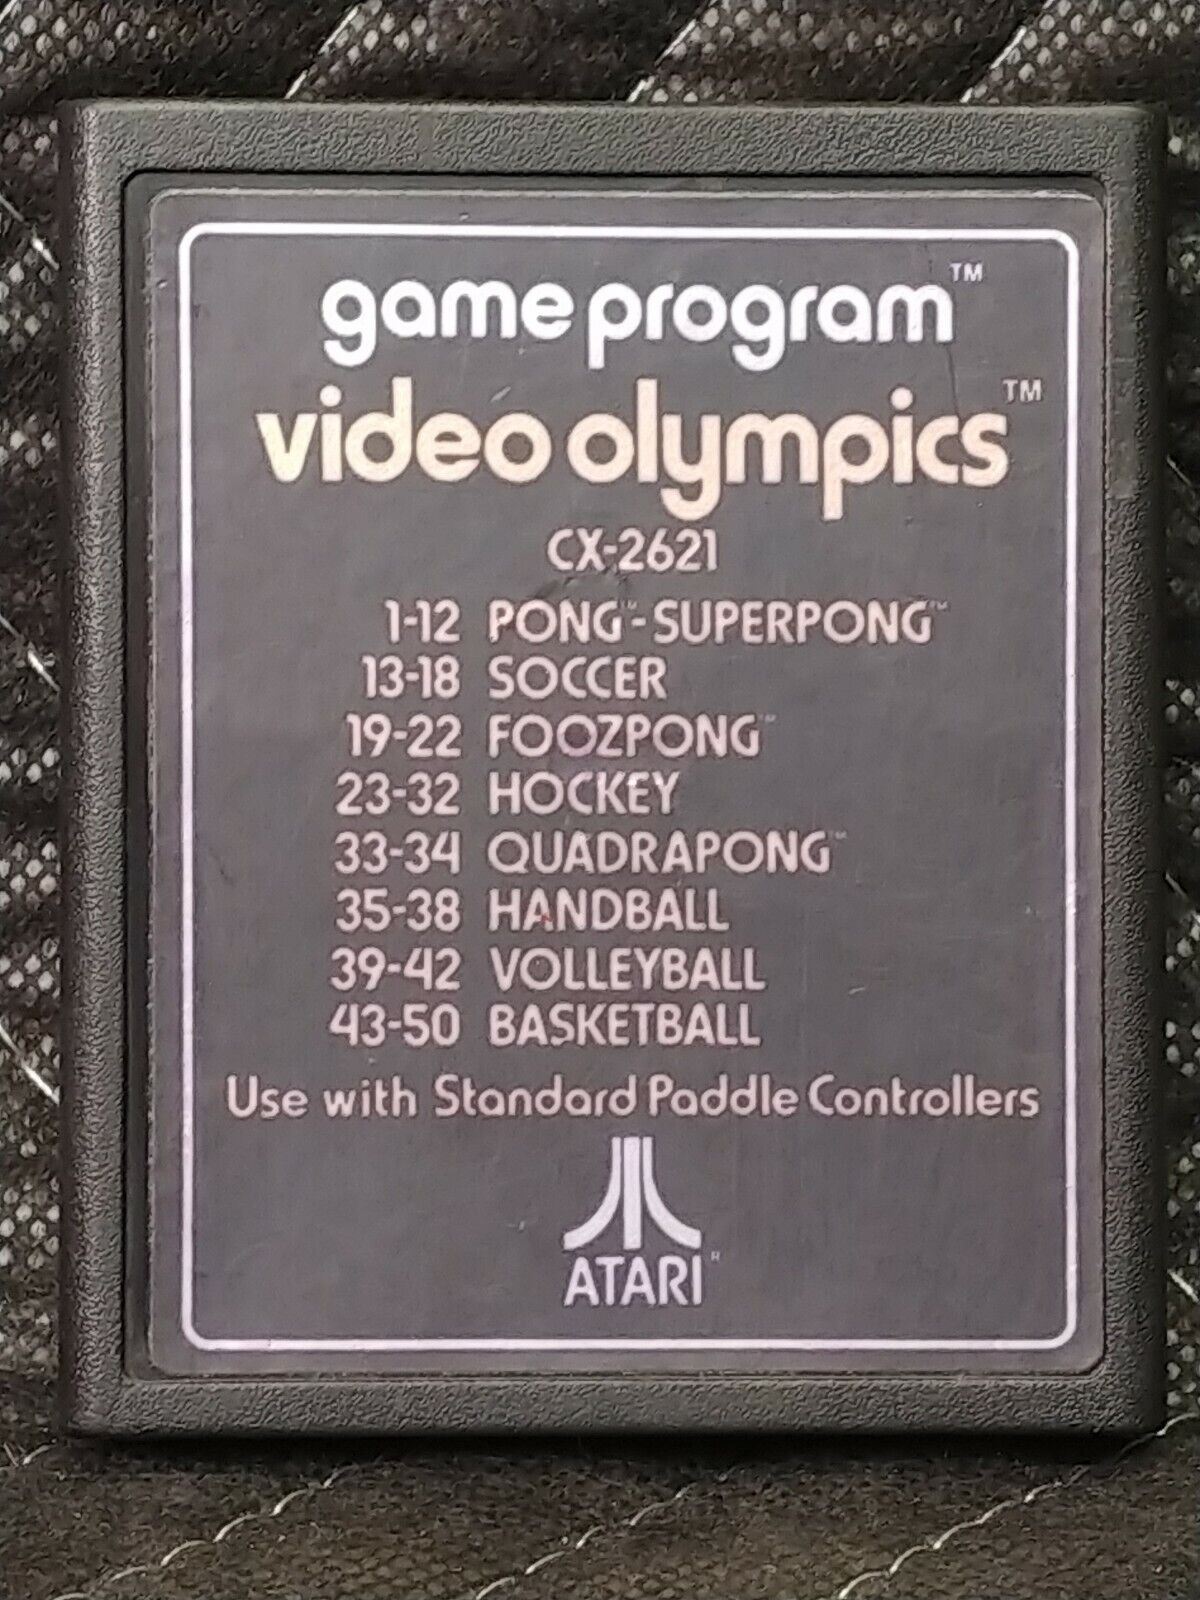 game program™
video olympics™
CX-2621
1-12 PONG™-SUPERPONG™
13-18 SOCCER
19-22 FOOZPONG™
23-32 HOCKEY
33-34 QUADRAPONG™
35-38 HANDBALL
39-42 VOLLEYBALL
43-50 BASKETBALL
Use with Standard Paddle Controllers
ATARI®